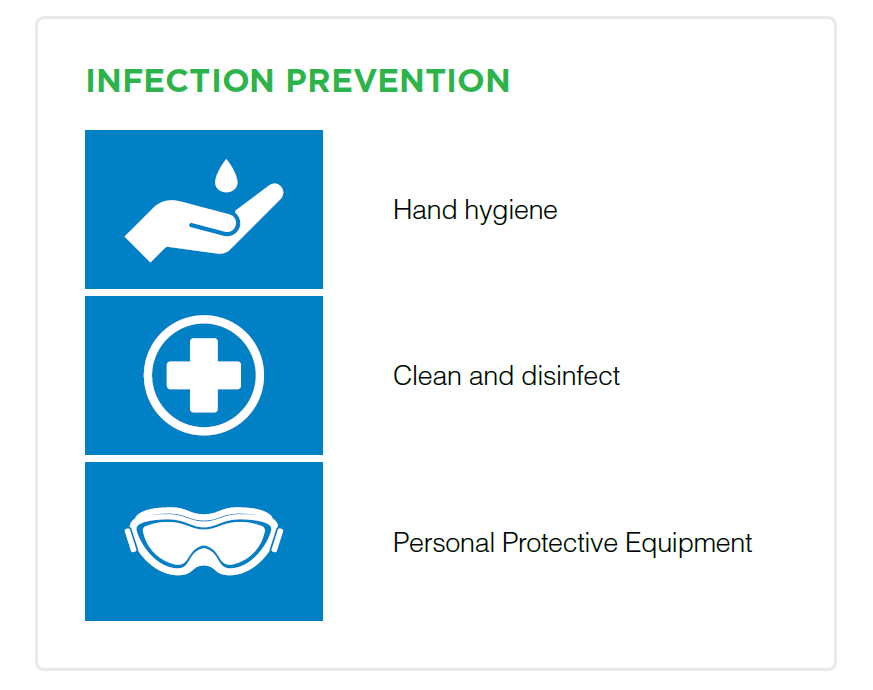 INFECTION PREVENTION
Hand hygiene
Clean and disinfect
Personal Protective Equipment